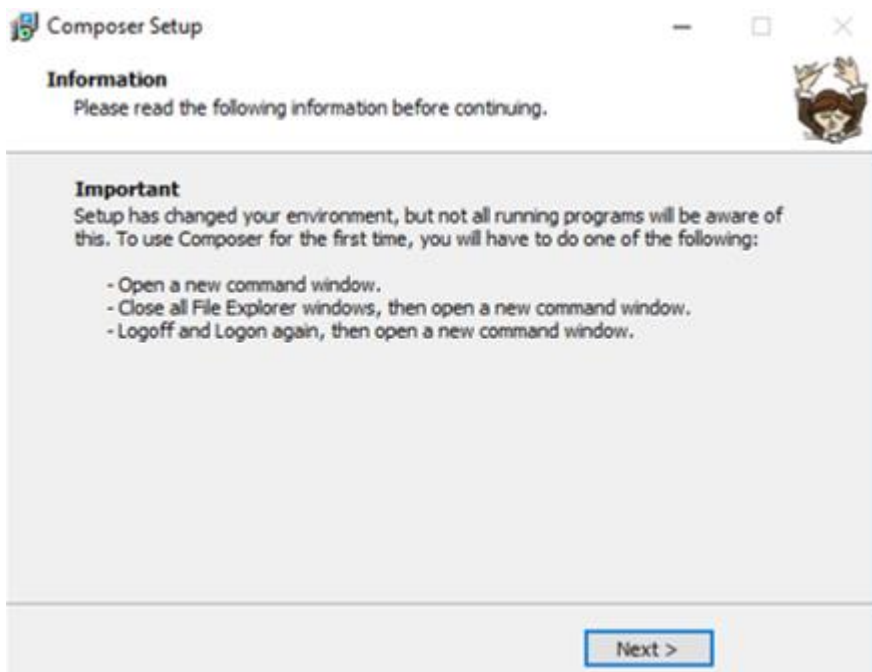 Composer Setup
Information
Please read the following information before continuing.
Important
Setup has changed your environment, but not all running programs will be aware of
this. To use Composer for the first time, you will have to do one of the following:
- Open a new command window.
- Close all File Explorer windows, then open a new command window.
- Logoff and Logon again, then open a new command window.
Next >